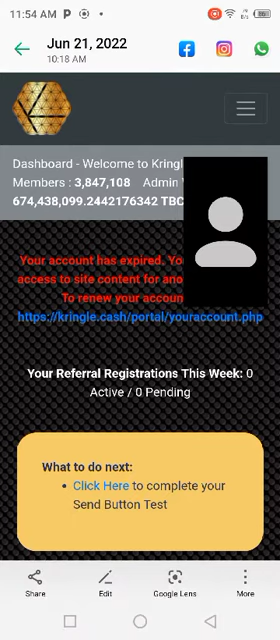 11:54 AM
Jun 21, 2022
10:18 AM
Dashboard - Welcome to Kringl
Members : 3,847,108 Admin
674,438,099.2442176342 TBC
Your account has expired.
access to site content for
To renew your
https://kringle.cash/portal/youraccount.php
Your Referral Registrations This Week: 0
Active / 0 Pending
What to do next:
Click Here to complete your
Send Button Test
Share
Edit
Google Lens
More